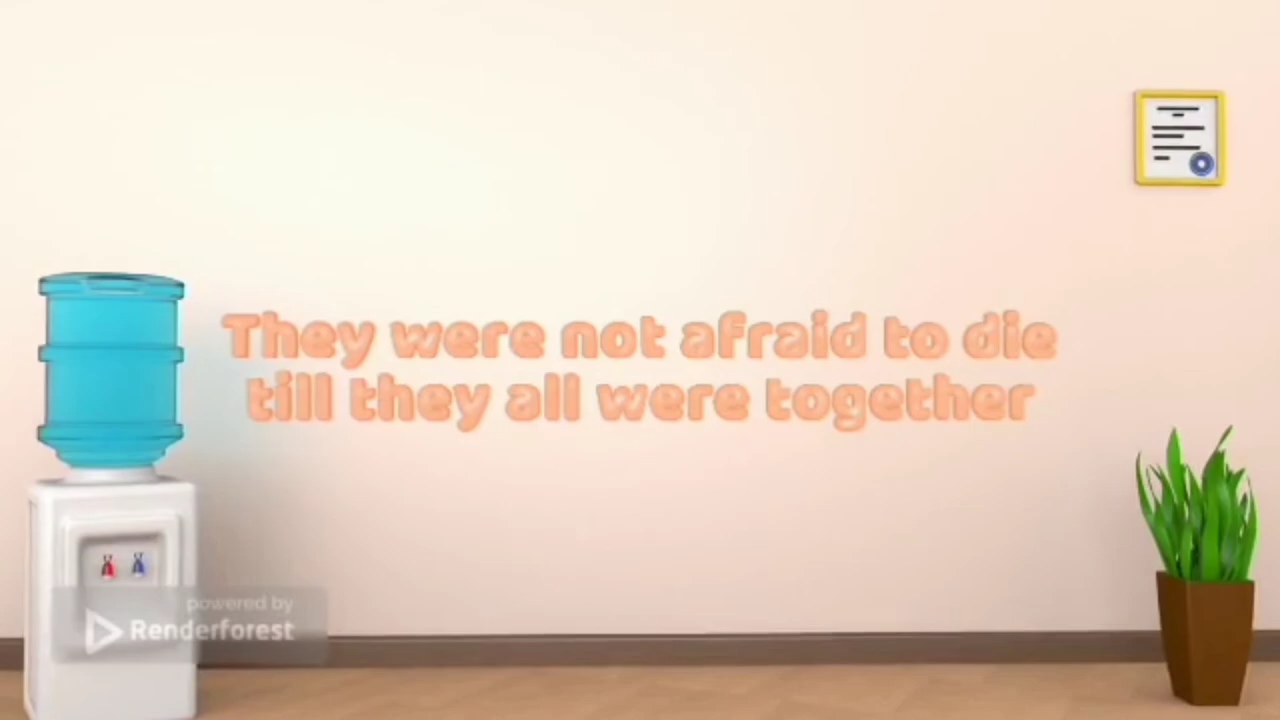 They were not afraid to die
till they all were together
powered by
Renderforest